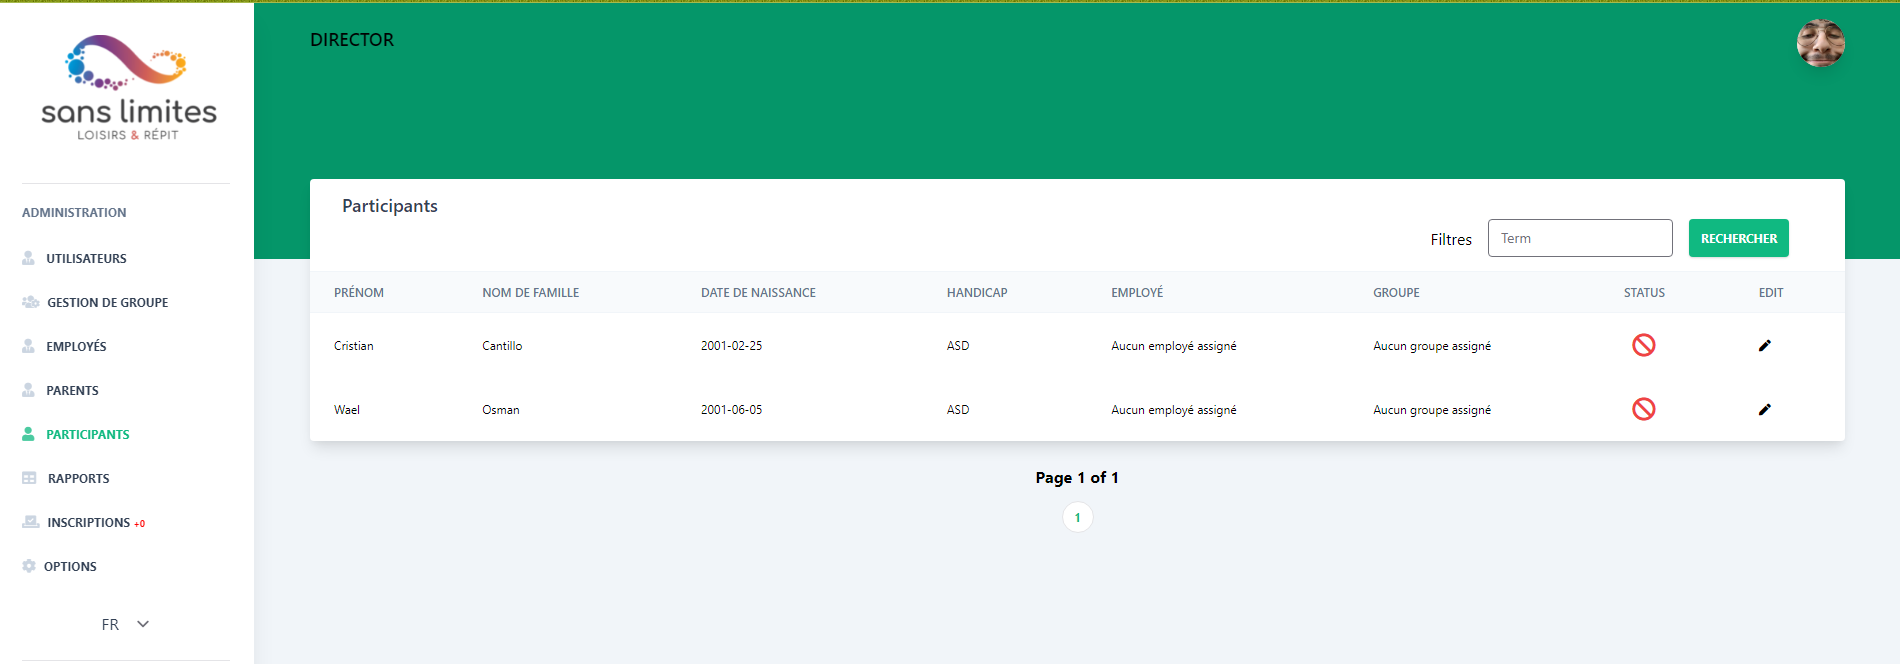 sans limites
LOISIRS & RÉPIT
ADMINISTRATION
UTILISATEURS
GESTION DE GROUPE
EMPLOYÉS
PARENTS
PARTICIPANTS
RAPPORTS
INSCRIPTIONS +0
OPTIONS
FR
DIRECTOR
Participants
Filtres Term RECHERCHER
PRÉNOM NOM DE FAMILLE DATE DE NAISSANCE HANDICAP EMPLOYÉ GROUPE STATUS EDIT
Cristian Cantillo 2001-02-25 ASD Aucun employé assigné Aucun groupe assigné
Wael Osman 2001-06-05 ASD Aucun employé assigné Aucun groupe assigné
Page 1 of 1
1